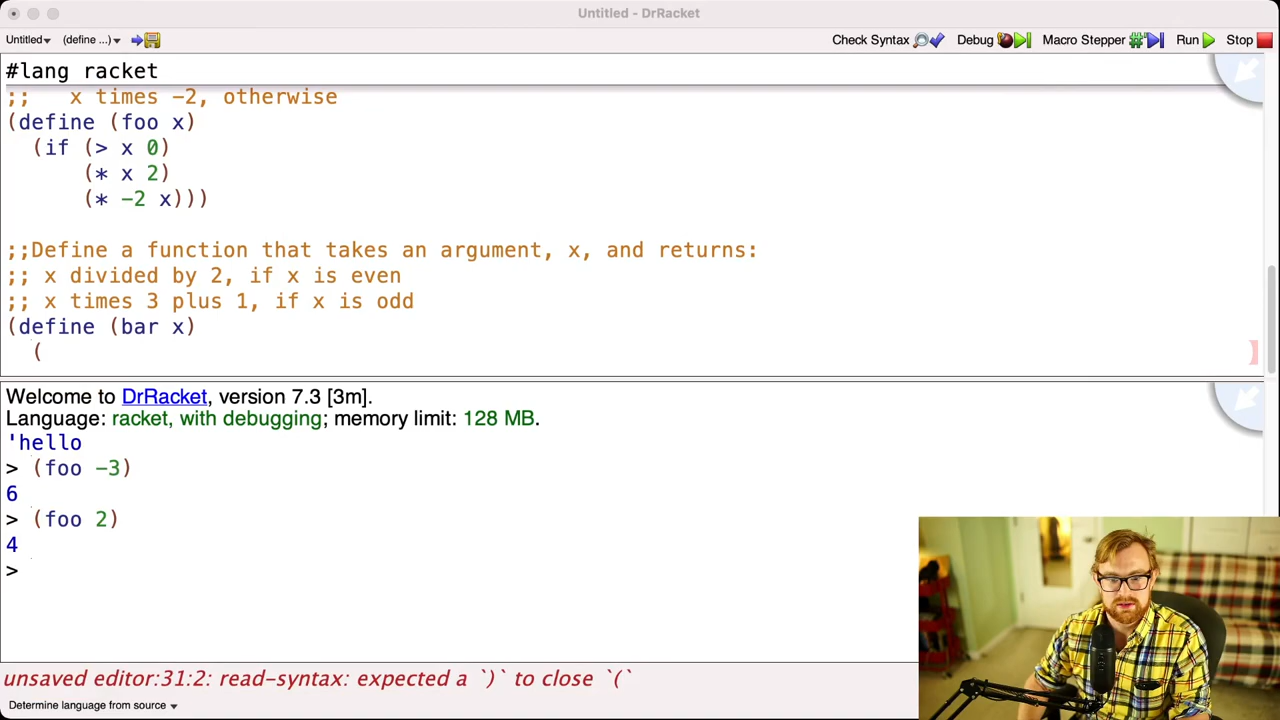 Untitled - DrRacket
Untitled (define ...) Check Syntax Debug Macro Stepper Run Stop
#lang racket
;;   x times -2, otherwise
(define (foo x)
  (if (> x 0)
      (* x 2)
      (* -2 x)))
;;Define a function that takes an argument, x, and returns:
;; x divided by 2, if x is even
;; x times 3 plus 1, if x is odd
(define (bar x)
  (
Welcome to DrRacket, version 7.3 [3m].
Language: racket, with debugging; memory limit: 128 MB.
'hello
> (foo -3)
6
> (foo 2)
4
>
unsaved editor:31:2: read-syntax: expected a `)` to close `(`
Determine language from source